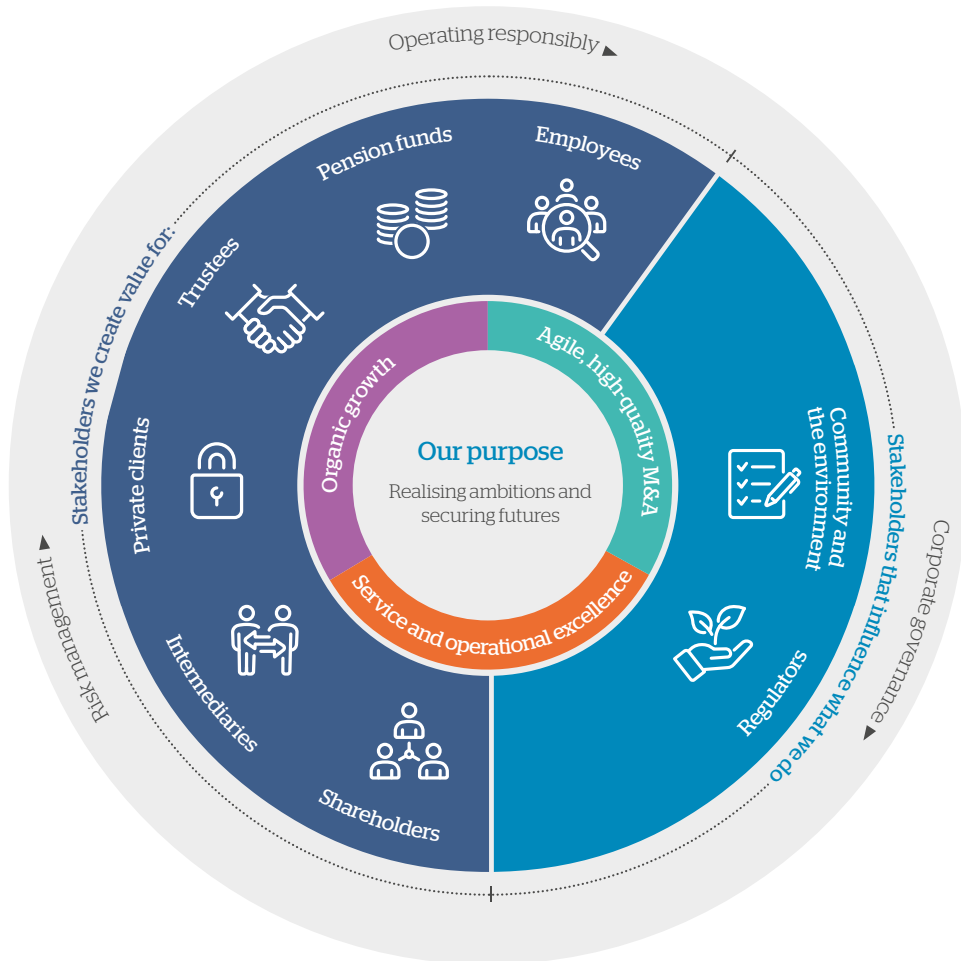 Operating responsibly
Corporate governance
Risk management
Stakeholders we create value for:
Employees
Pension funds
Trustees
Private clients
Intermediaries
Shareholders
Stakeholders that influence what we do
Community and
the environment
Regulators
Organic growth
Agile, high-quality M&A
Service and operational excellence
Our purpose
Realising ambitions and
securing futures